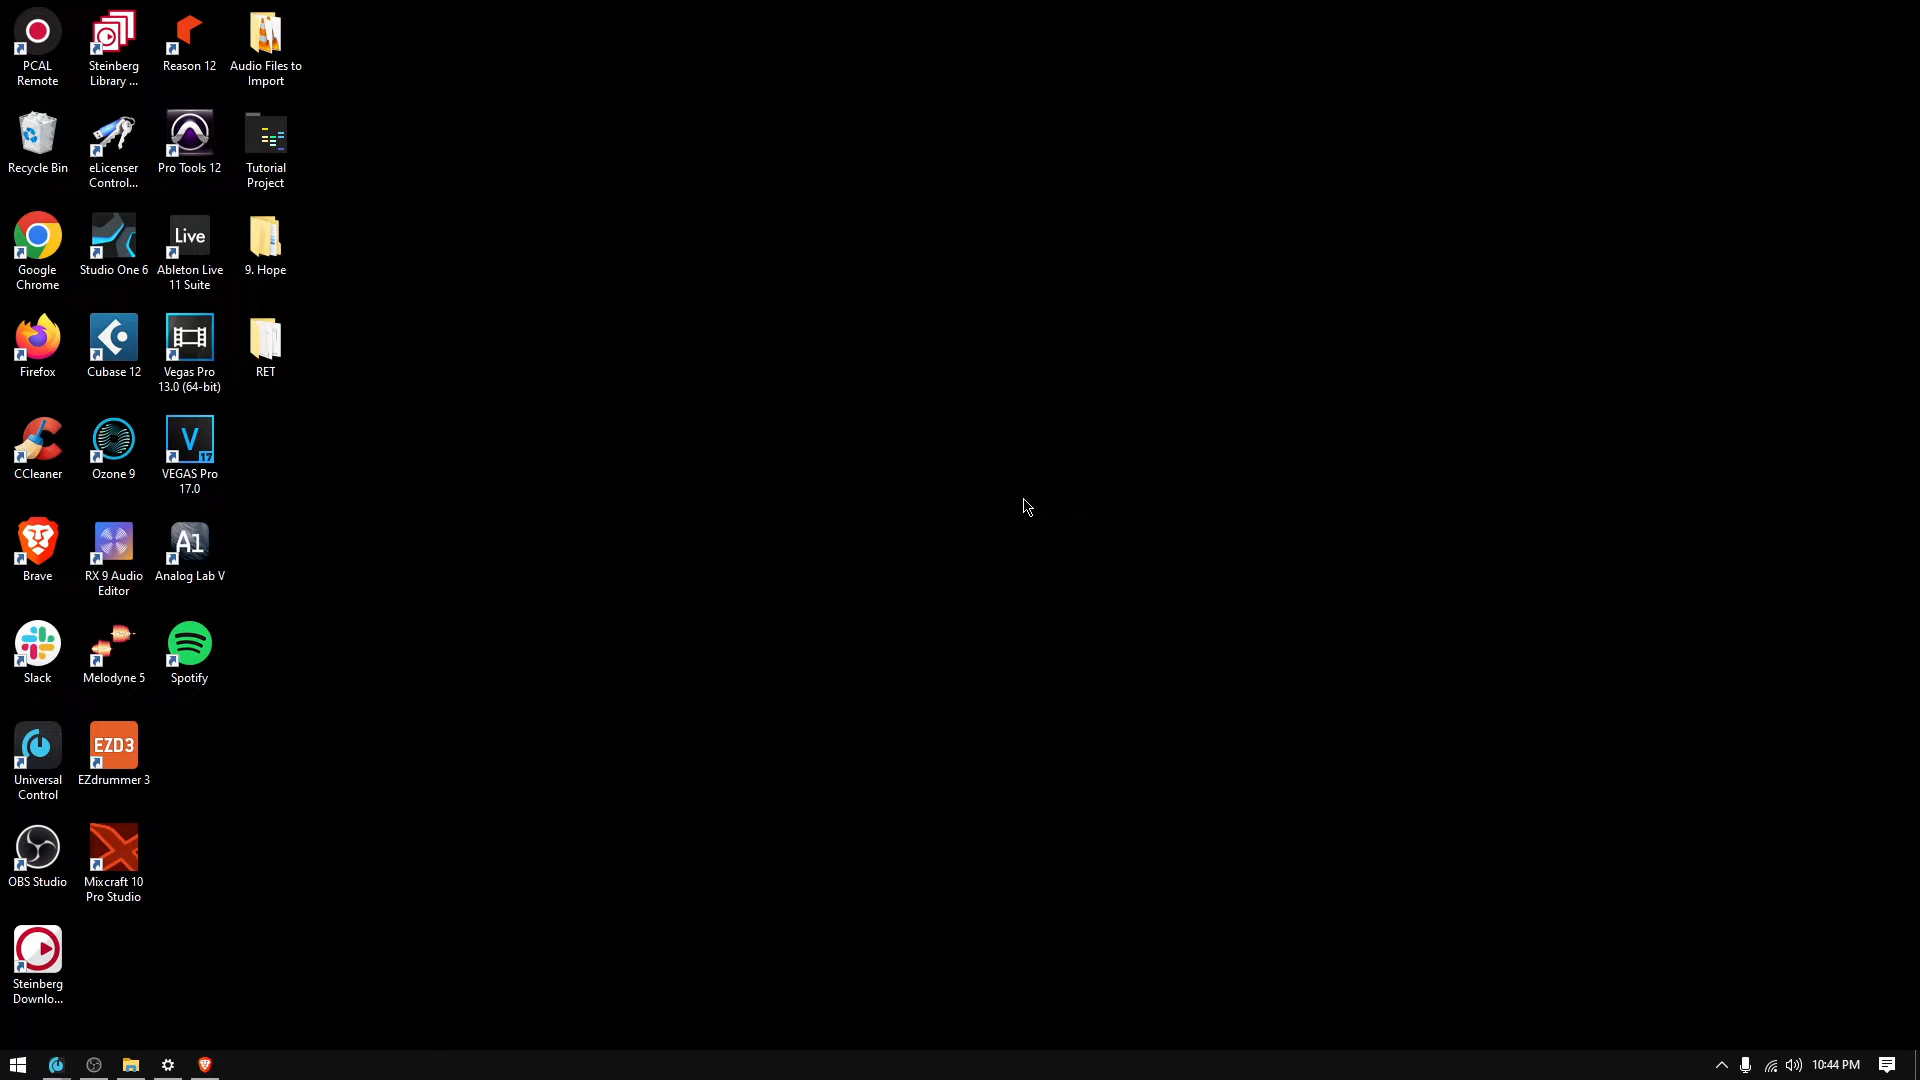 PCAL
Remote
Steinberg
Library ...
Reason 12
Audio Files to
Import
Recycle Bin
eLicenser
Control...
Pro Tools 12
Tutorial
Project
Google
Chrome
Studio One 6
Live
Ableton Live
11 Suite
9. Hope
Firefox
Cubase 12
Vegas Pro
13.0 (64-bit)
RET
CCleaner
Ozone 9
V
17
VEGAS Pro
17.0
Brave
RX 9 Audio
Editor
A1
Analog Lab V
Slack
Melodyne 5
Spotify
Universal
Control
EZD3
EZdrummer 3
OBS Studio
Mixcraft 10
Pro Studio
Steinberg
Downlo...
10:44 PM